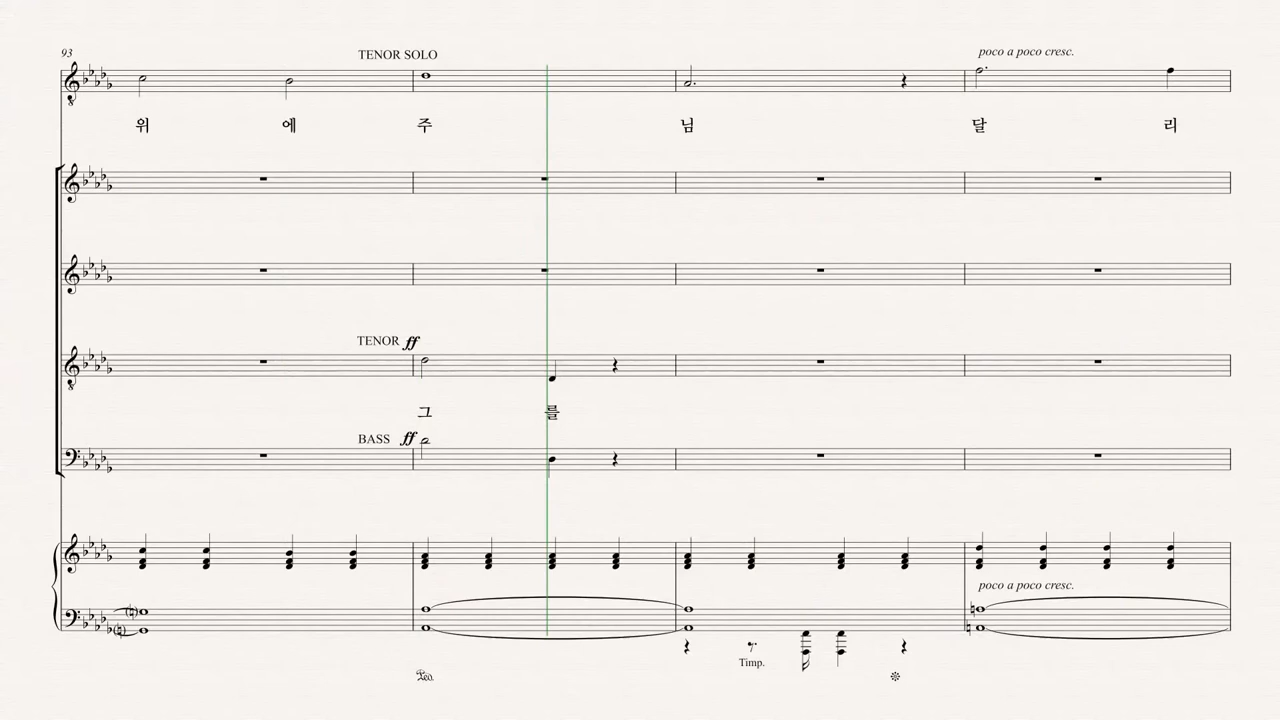 93
TENOR SOLO
poco a poco cresc.
위 에 주 님 달 리
TENOR ff
그 를
BASS ff
poco a poco cresc.
Timp.
Ped.